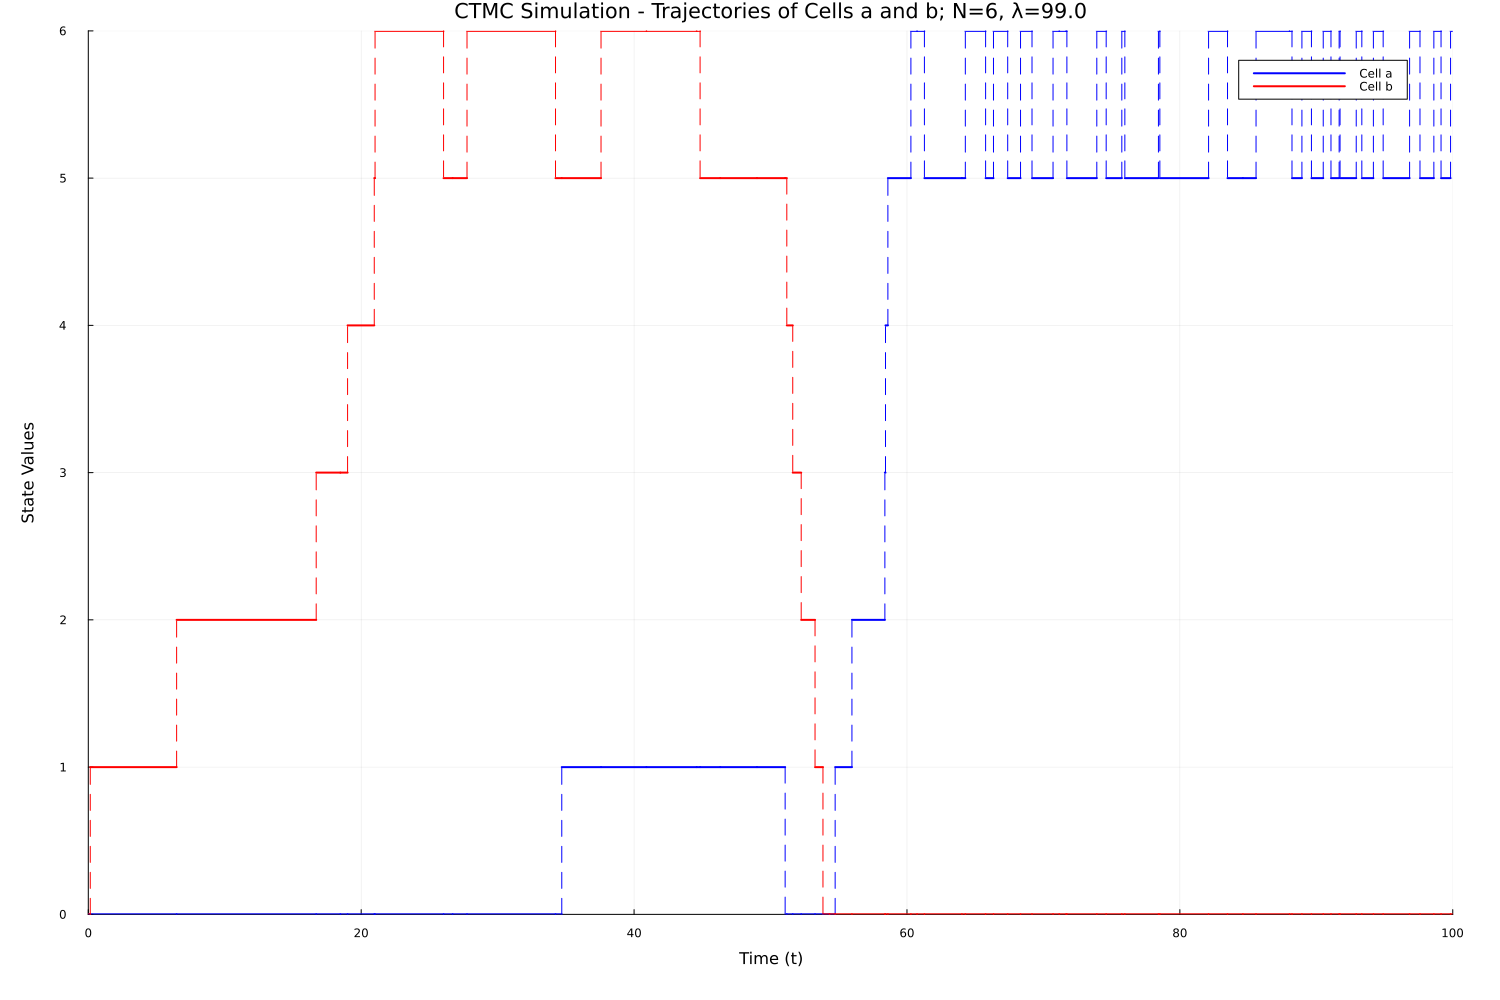 CTMC Simulation - Trajectories of Cells a and b; N=6, λ=99.0
6
Cell a
Cell b
5
4
State Values
3
2
1
0
0 20 40 60 80 100
Time (t)